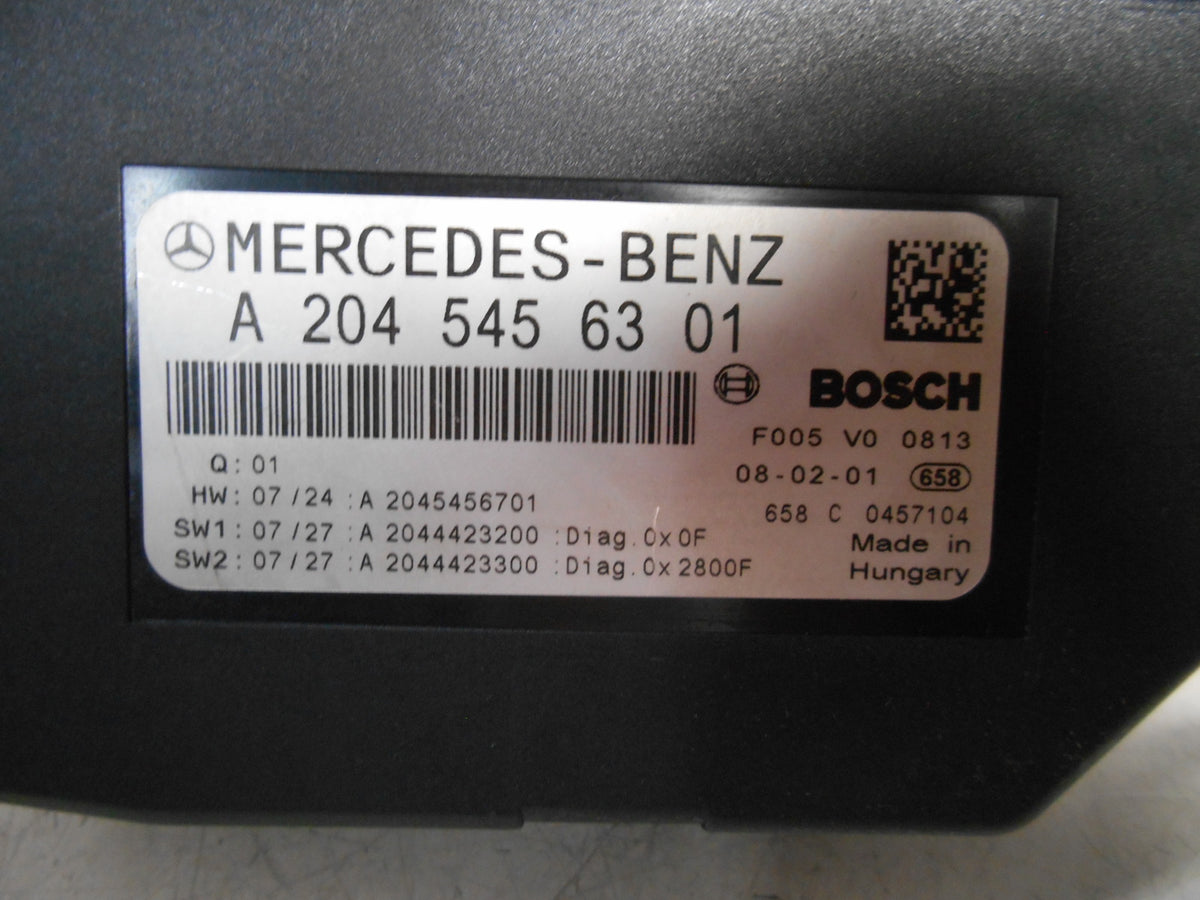 MERCEDES-BENZ
A 204 545 63 01
BOSCH
F005 V0 0813
08-02-01 658
658 C 0457104
Made in
Hungary
Q: 01
HW: 07/24 :A 2045456701
SW1: 07/27 :A 2044423200 :Diag.0x0F
SW2: 07/27 :A 2044423300 :Diag.0x2800F